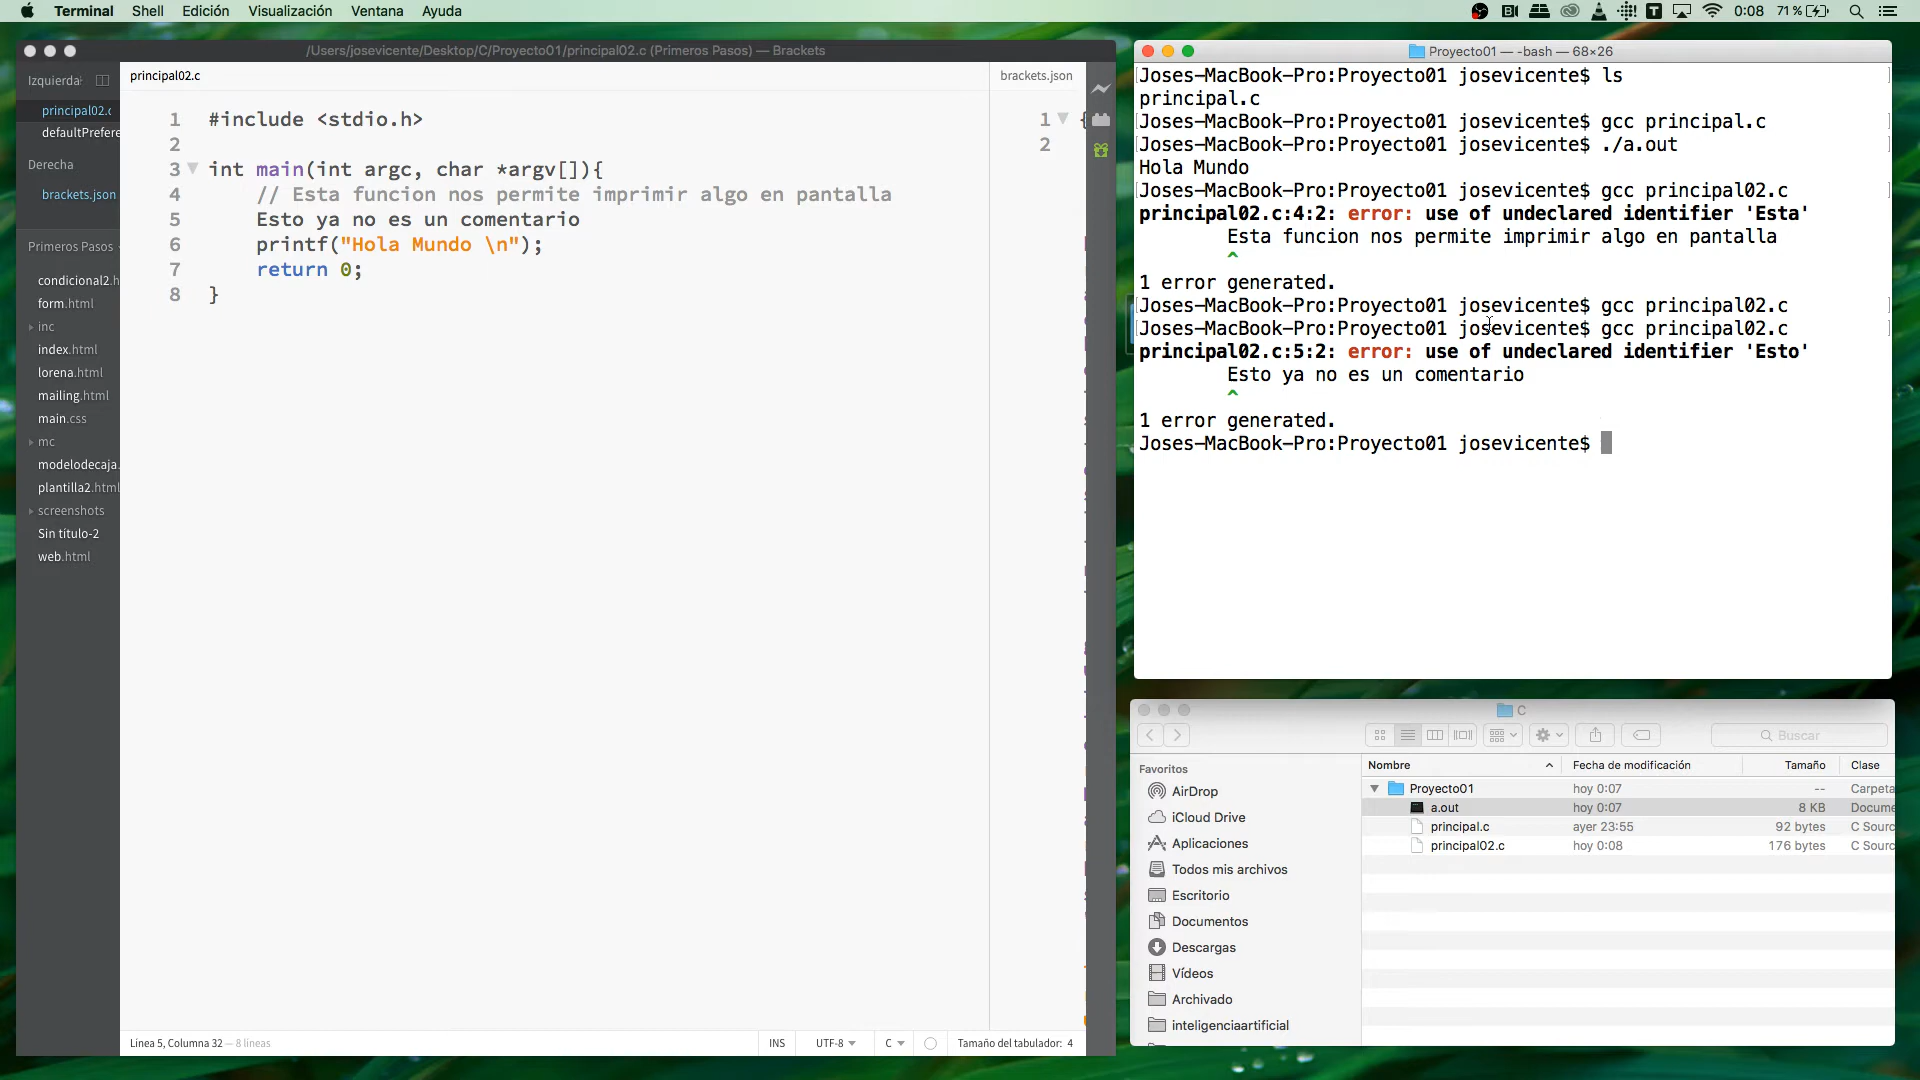 Terminal Shell Edición Visualización Ventana Ayuda 0:08 71 %
/Users/josevicente/Desktop/C/Proyecto01/principal02.c (Primeros Pasos) — Brackets
Izquierda
principal02.c
defaultPrefere
Derecha
brackets.json
Primeros Pasos
condicional2.h
form.html
inc
index.html
lorena.html
mailing.html
main.css
mc
modelodecaja.
plantilla2.html
screenshots
Sin título-2
web.html
principal02.c
1 #include <stdio.h>
2
3 int main(int argc, char *argv[]){
4 // Esta funcion nos permite imprimir algo en pantalla
5 Esto ya no es un comentario
6 printf("Hola Mundo \n");
7 return 0;
8 }
brackets.json
1 {
2
Línea 5, Columna 32 — 8 líneas
INS UTF-8 C Tamaño del tabulador: 4
Proyecto01 — -bash — 68×26
Joses-MacBook-Pro:Proyecto01 josevicente$ ls
principal.c
Joses-MacBook-Pro:Proyecto01 josevicente$ gcc principal.c
Joses-MacBook-Pro:Proyecto01 josevicente$ ./a.out
Hola Mundo
Joses-MacBook-Pro:Proyecto01 josevicente$ gcc principal02.c
principal02.c:4:2: error: use of undeclared identifier 'Esta'
Esta funcion nos permite imprimir algo en pantalla
^
1 error generated.
Joses-MacBook-Pro:Proyecto01 josevicente$ gcc principal02.c
Joses-MacBook-Pro:Proyecto01 josevicente$ gcc principal02.c
principal02.c:5:2: error: use of undeclared identifier 'Esto'
Esto ya no es un comentario
^
1 error generated.
Joses-MacBook-Pro:Proyecto01 josevicente$
C
Buscar
Favoritos
AirDrop
iCloud Drive
Aplicaciones
Todos mis archivos
Escritorio
Documentos
Descargas
Vídeos
Archivado
inteligenciaartificial
Nombre Fecha de modificación Tamaño Clase
Proyecto01 hoy 0:07 -- Carpeta
a.out hoy 0:07 8 KB Docume
principal.c ayer 23:55 92 bytes C Sourc
principal02.c hoy 0:08 176 bytes C Sourc